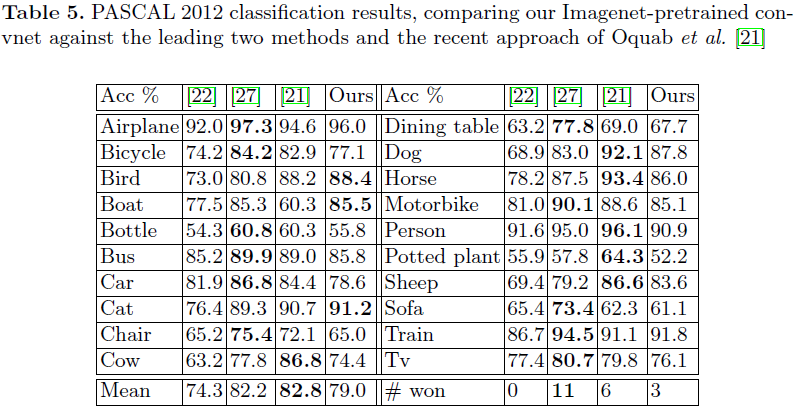 Table 5. PASCAL 2012 classification results, comparing our Imagenet-pretrained con-
vnet against the leading two methods and the recent approach of Oquab et al. [21]
Acc % [22] [27] [21] Ours Acc % [22] [27] [21] Ours
Airplane 92.0 97.3 94.6 96.0 Dining table 63.2 77.8 69.0 67.7
Bicycle 74.2 84.2 82.9 77.1 Dog 68.9 83.0 92.1 87.8
Bird 73.0 80.8 88.2 88.4 Horse 78.2 87.5 93.4 86.0
Boat 77.5 85.3 60.3 85.5 Motorbike 81.0 90.1 88.6 85.1
Bottle 54.3 60.8 60.3 55.8 Person 91.6 95.0 96.1 90.9
Bus 85.2 89.9 89.0 85.8 Potted plant 55.9 57.8 64.3 52.2
Car 81.9 86.8 84.4 78.6 Sheep 69.4 79.2 86.6 83.6
Cat 76.4 89.3 90.7 91.2 Sofa 65.4 73.4 62.3 61.1
Chair 65.2 75.4 72.1 65.0 Train 86.7 94.5 91.1 91.8
Cow 63.2 77.8 86.8 74.4 Tv 77.4 80.7 79.8 76.1
Mean 74.3 82.2 82.8 79.0 # won 0 11 6 3